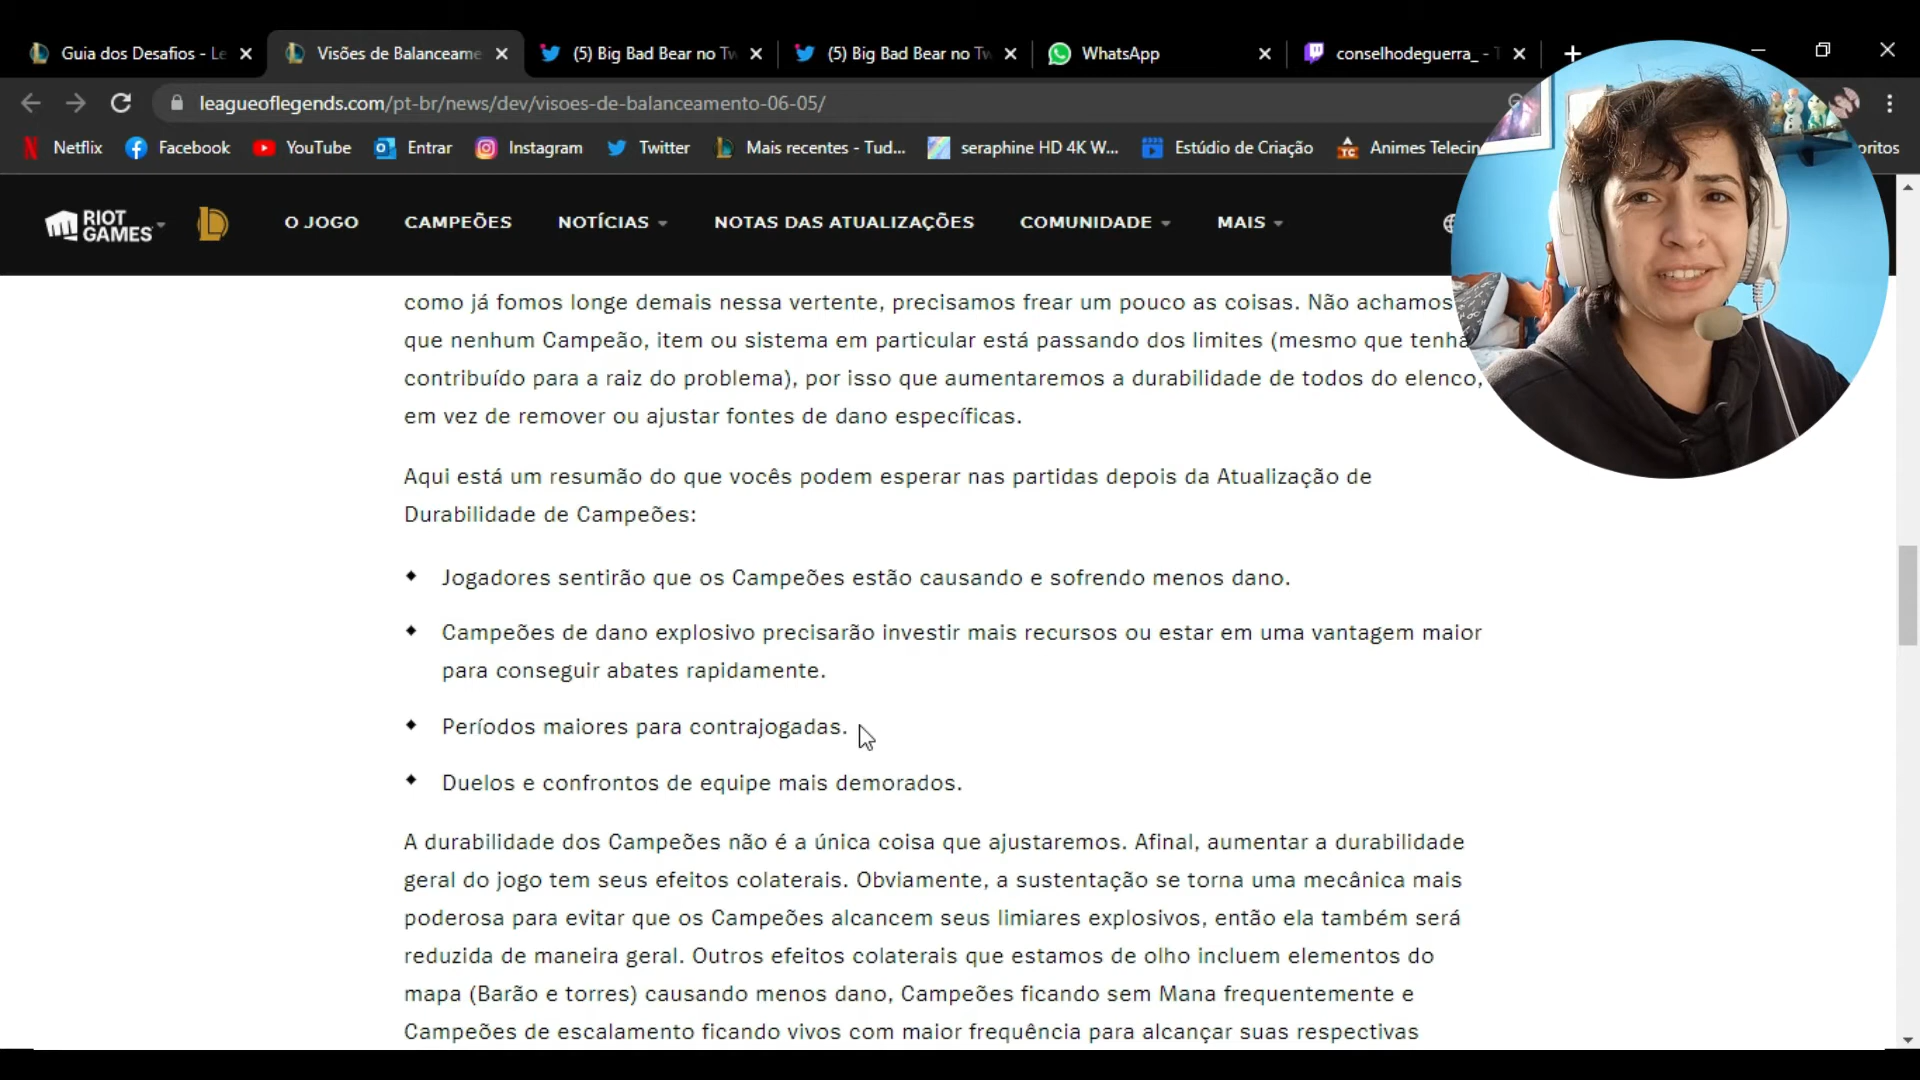 Guia dos Desafios - Le
Visões de Balanceame
(5) Big Bad Bear no Tw
(5) Big Bad Bear no Tw
WhatsApp
conselhodeguerra_ - T
leagueoflegends.com/pt-br/news/dev/visoes-de-balanceamento-06-05/
Netflix
Facebook
YouTube
Entrar
Instagram
Twitter
Mais recentes - Tud...
seraphine HD 4K W...
Estúdio de Criação
Animes Telecin
oritos
RIOT GAMES
O JOGO
CAMPEÕES
NOTÍCIAS
NOTAS DAS ATUALIZAÇÕES
COMUNIDADE
MAIS
como já fomos longe demais nessa vertente, precisamos frear um pouco as coisas. Não achamos
que nenhum Campeão, item ou sistema em particular está passando dos limites (mesmo que tenha
contribuído para a raiz do problema), por isso que aumentaremos a durabilidade de todos do elenco,
em vez de remover ou ajustar fontes de dano específicas.
Aqui está um resumão do que vocês podem esperar nas partidas depois da Atualização de
Durabilidade de Campeões:
Jogadores sentirão que os Campeões estão causando e sofrendo menos dano.
Campeões de dano explosivo precisarão investir mais recursos ou estar em uma vantagem maior
para conseguir abates rapidamente.
Períodos maiores para contrajogadas.
Duelos e confrontos de equipe mais demorados.
A durabilidade dos Campeões não é a única coisa que ajustaremos. Afinal, aumentar a durabilidade
geral do jogo tem seus efeitos colaterais. Obviamente, a sustentação se torna uma mecânica mais
poderosa para evitar que os Campeões alcancem seus limiares explosivos, então ela também será
reduzida de maneira geral. Outros efeitos colaterais que estamos de olho incluem elementos do
mapa (Barão e torres) causando menos dano, Campeões ficando sem Mana frequentemente e
Campeões de escalamento ficando vivos com maior frequência para alcançar suas respectivas